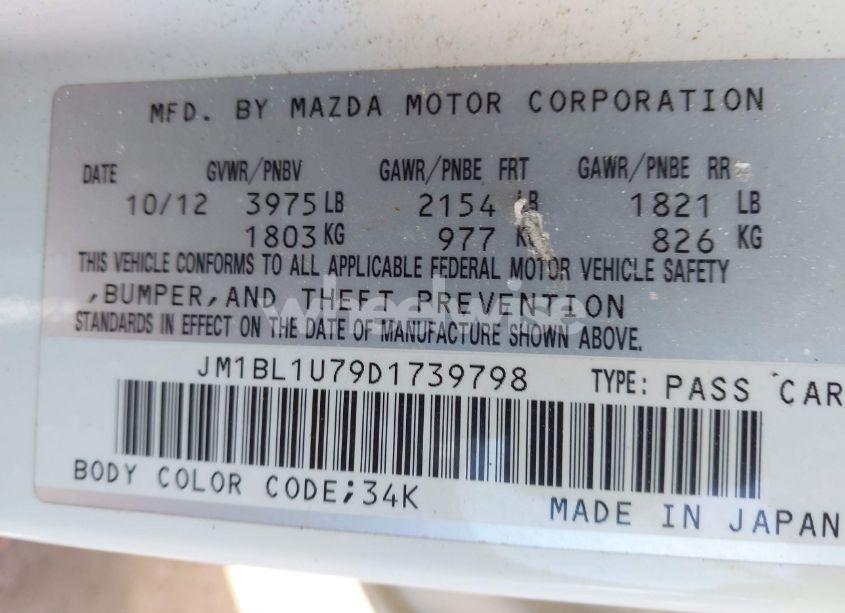 MFD. BY MAZDA MOTOR CORPORATION
DATE GVWR/PNBV GAWR/PNBE FRT GAWR/PNBE RR
10/12 3975 LB 2154 LB 1821 LB
1803 KG 977 KG 826 KG
THIS VEHICLE CONFORMS TO ALL APPLICABLE FEDERAL MOTOR VEHICLE SAFETY
,BUMPER,AND THEFT PREVENTION
wheelwise
STANDARDS IN EFFECT ON THE DATE OF MANUFACTURE SHOWN ABOVE.
JM1BL1U79D1739798 TYPE: PASS CAR
BODY COLOR CODE;34K
MADE IN JAPAN